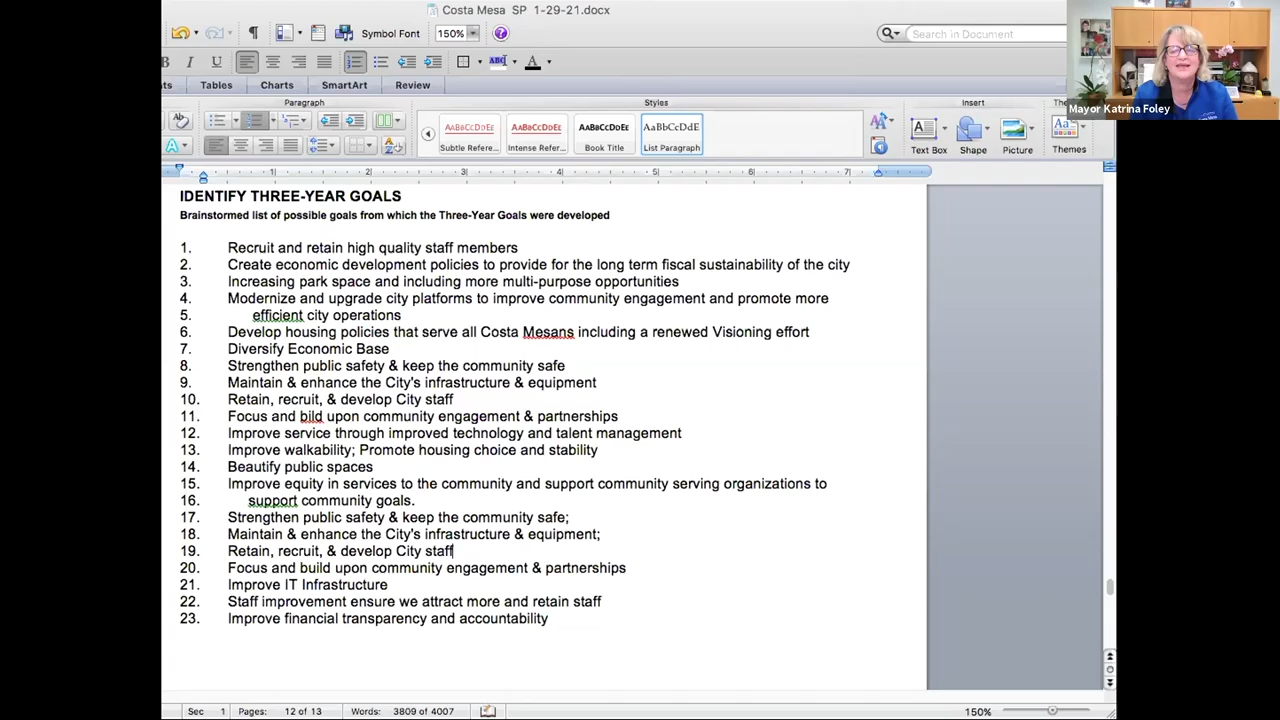 Costa Mesa SP 1-29-21.docx
Symbol Font 150% Search in Document
B I U ABC A
ts Tables Charts SmartArt Review
Paragraph Styles Insert
Mayor Katrina Foley
AaBbCcDdEe AaBbCcDdEe AaBbCcDdEe AaBbCcDdE
Subtle Refere... Intense Refer... Book Title List Paragraph Text Box Shape Picture Themes
1 2 3 4 5 6 7
IDENTIFY THREE-YEAR GOALS
Brainstormed list of possible goals from which the Three-Year Goals were developed
1. Recruit and retain high quality staff members
2. Create economic development policies to provide for the long term fiscal sustainability of the city
3. Increasing park space and including more multi-purpose opportunities
4. Modernize and upgrade city platforms to improve community engagement and promote more
5. efficient city operations
6. Develop housing policies that serve all Costa Mesans including a renewed Visioning effort
7. Diversify Economic Base
8. Strengthen public safety & keep the community safe
9. Maintain & enhance the City's infrastructure & equipment
10. Retain, recruit, & develop City staff
11. Focus and bild upon community engagement & partnerships
12. Improve service through improved technology and talent management
13. Improve walkability; Promote housing choice and stability
14. Beautify public spaces
15. Improve equity in services to the community and support community serving organizations to
16. support community goals.
17. Strengthen public safety & keep the community safe;
18. Maintain & enhance the City's infrastructure & equipment;
19. Retain, recruit, & develop City staff
20. Focus and build upon community engagement & partnerships
21. Improve IT Infrastructure
22. Staff improvement ensure we attract more and retain staff
23. Improve financial transparency and accountability
Sec 1 Pages: 12 of 13 Words: 3809 of 4007 150%